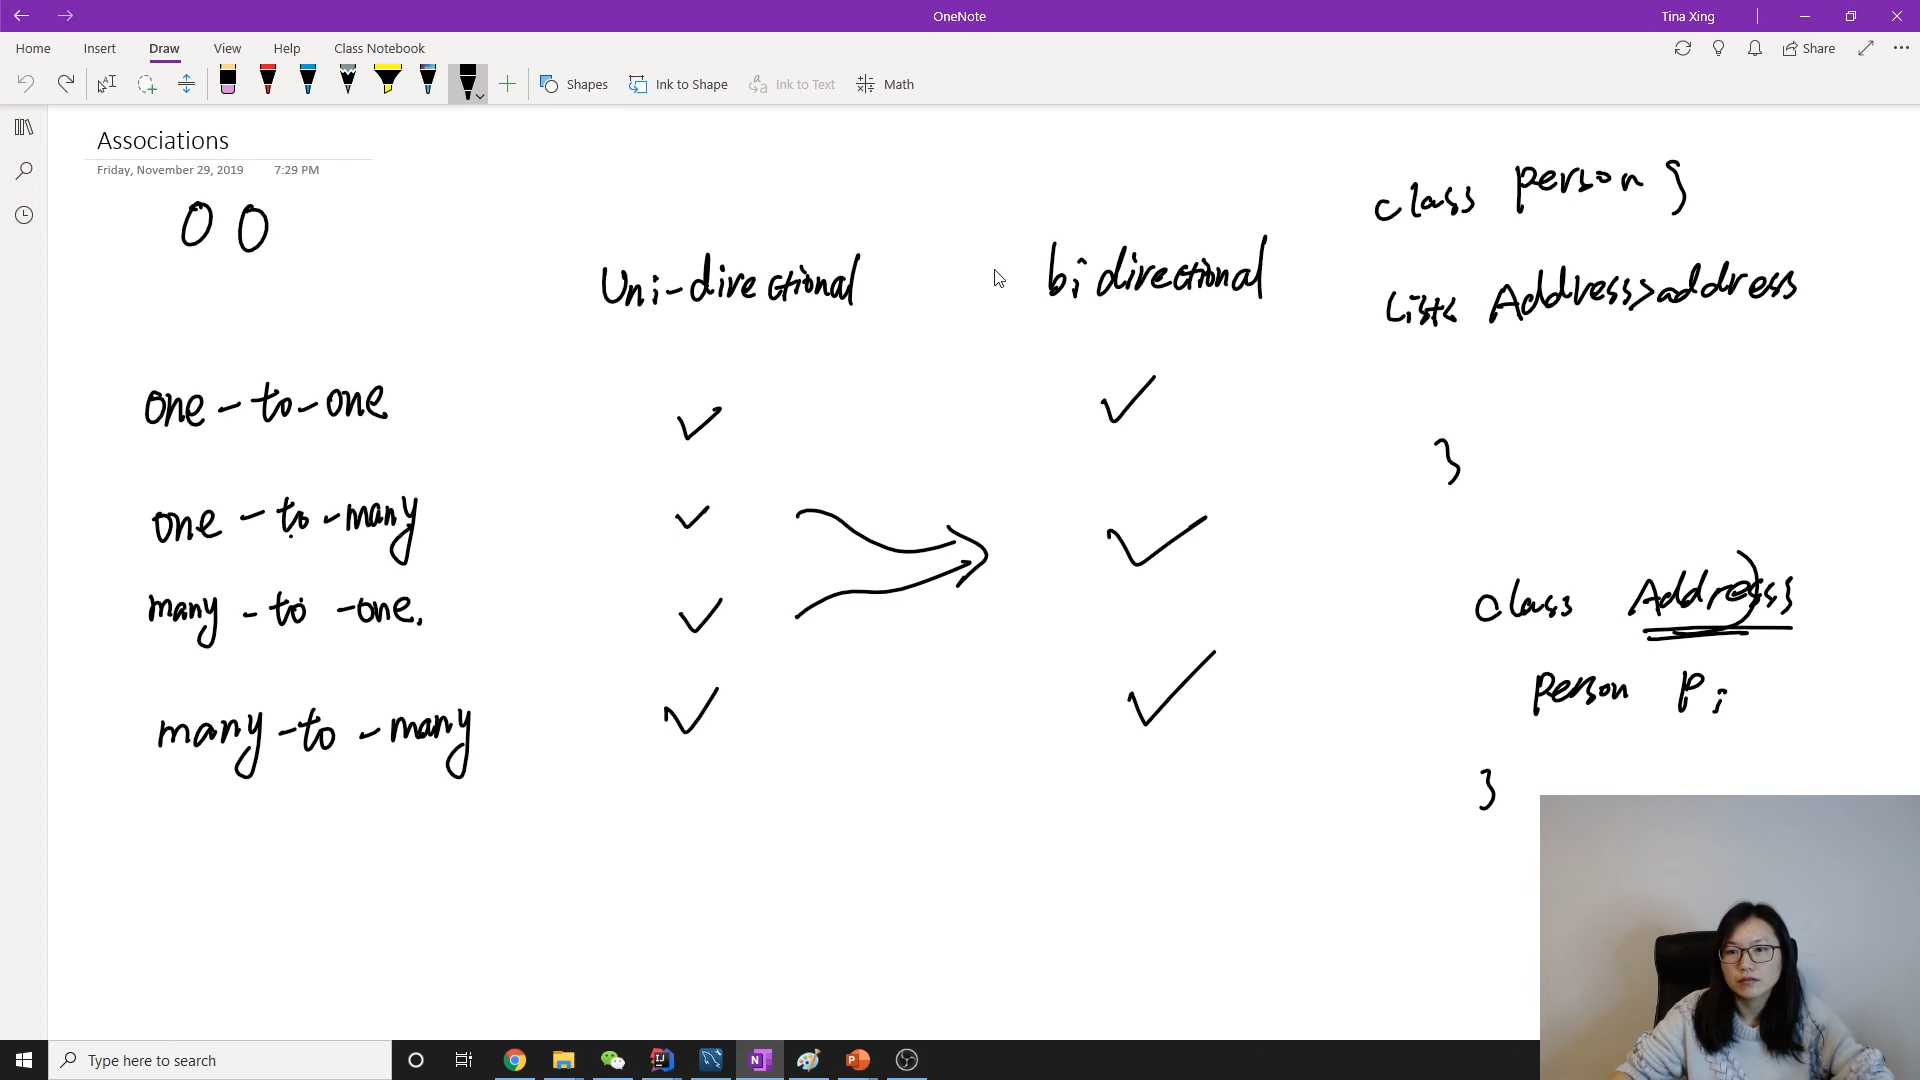 OneNote
Tina Xing
Home Insert Draw View Help Class Notebook
Share
Shapes Ink to Shape Ink to Text Math
Associations
Friday, November 29, 2019 7:29 PM
OO
Uni-directional
bidirectional
one-to-one
one-to-many
many-to-one.
many-to-many
class person {
List< Address>address
}
class Address
person P;
}
Type here to search